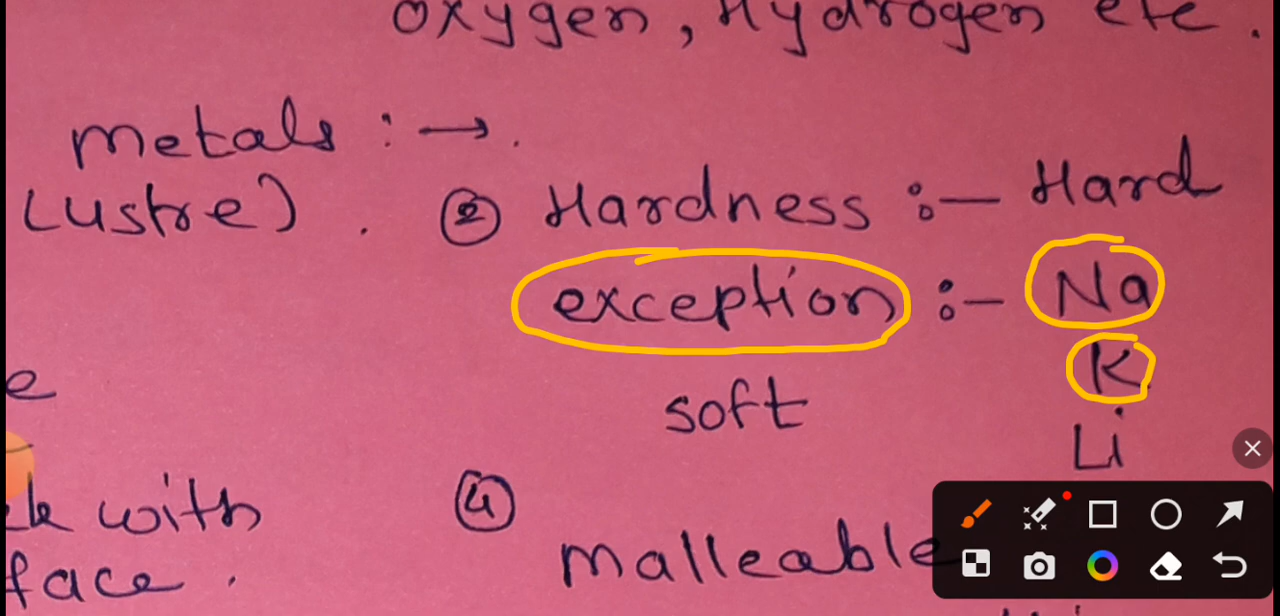 oxygen, Hydrogen etc.
metals :→.
(Lustre). ② Hardness :— Hard
exception :— Na
K
e soft Li
④
with
malleable
face.